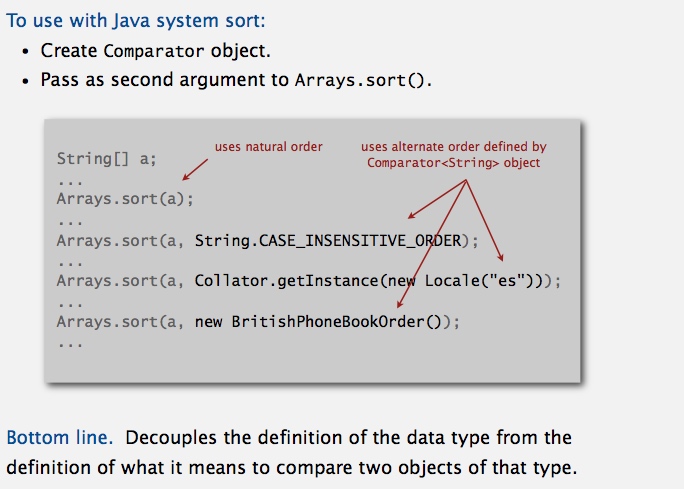 To use with Java system sort:
• Create Comparator object.
• Pass as second argument to Arrays.sort().
uses natural order
uses alternate order defined by
Comparator<String> object
String[] a;
...
Arrays.sort(a);
...
Arrays.sort(a, String.CASE_INSENSITIVE_ORDER);
...
Arrays.sort(a, Collator.getInstance(new Locale("es")));
...
Arrays.sort(a, new BritishPhoneBookOrder());
...
Bottom line. Decouples the definition of the data type from the
definition of what it means to compare two objects of that type.